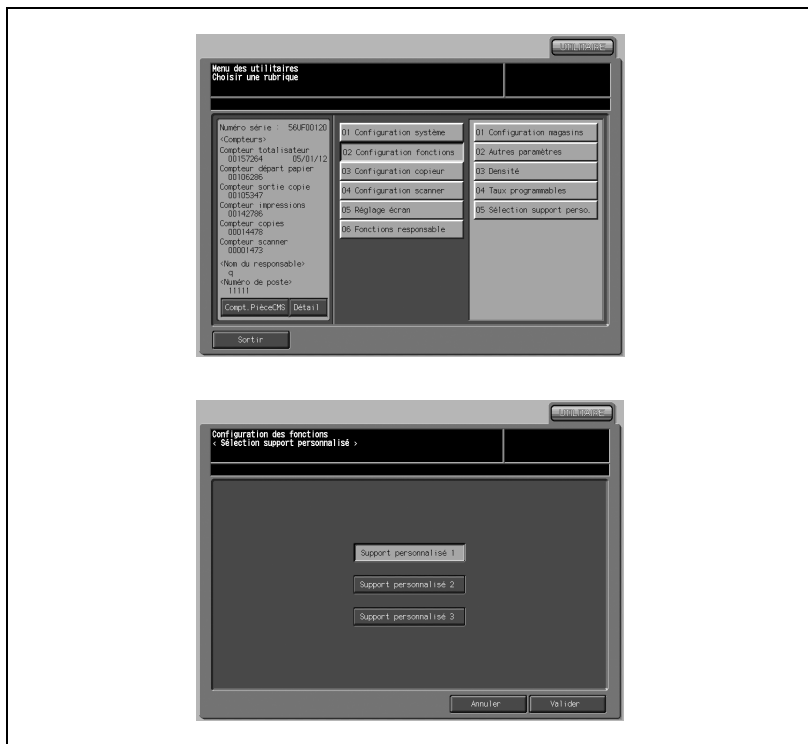 UTILITAIRE
Menu des utilitaires
Choisir une rubrique
Numéro série : 56UF00120
<Compteurs>
Compteur totalisateur
00157264 05/01/12
Compteur départ papier
00106286
Compteur sortie copie
00105347
Compteur impressions
00142786
Compteur copies
00014478
Compteur scanner
00001473
<Nom du responsable>
q
<Numéro de poste>
11111
Compt.PièceCMS Détail
01 Configuration système
02 Configuration fonctions
03 Configuration copieur
04 Configuration scanner
05 Réglage écran
06 Fonctions responsable
01 Configuration magasins
02 Autres paramètres
03 Densité
04 Taux programmables
05 Sélection support perso.
Sortir
UTILITAIRE
Configuration des fonctions
< Sélection support personnalisé >
Support personnalisé 1
Support personnalisé 2
Support personnalisé 3
Annuler Valider